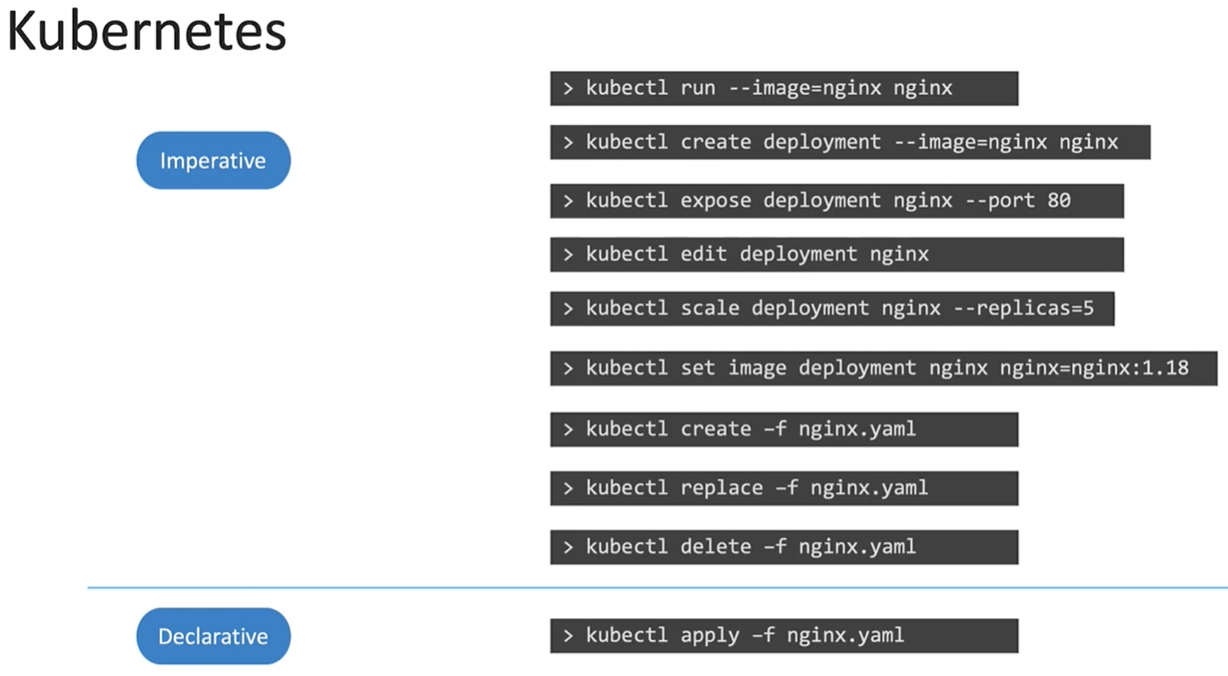 Kubernetes
> kubectl run --image=nginx nginx
> kubectl create deployment --image=nginx nginx
Imperative
> kubectl expose deployment nginx --port 80
> kubectl edit deployment nginx
> kubectl scale deployment nginx --replicas=5
> kubectl set image deployment nginx nginx=nginx:1.18
> kubectl create –f nginx.yaml
> kubectl replace –f nginx.yaml
> kubectl delete –f nginx.yaml
Declarative
> kubectl apply –f nginx.yaml